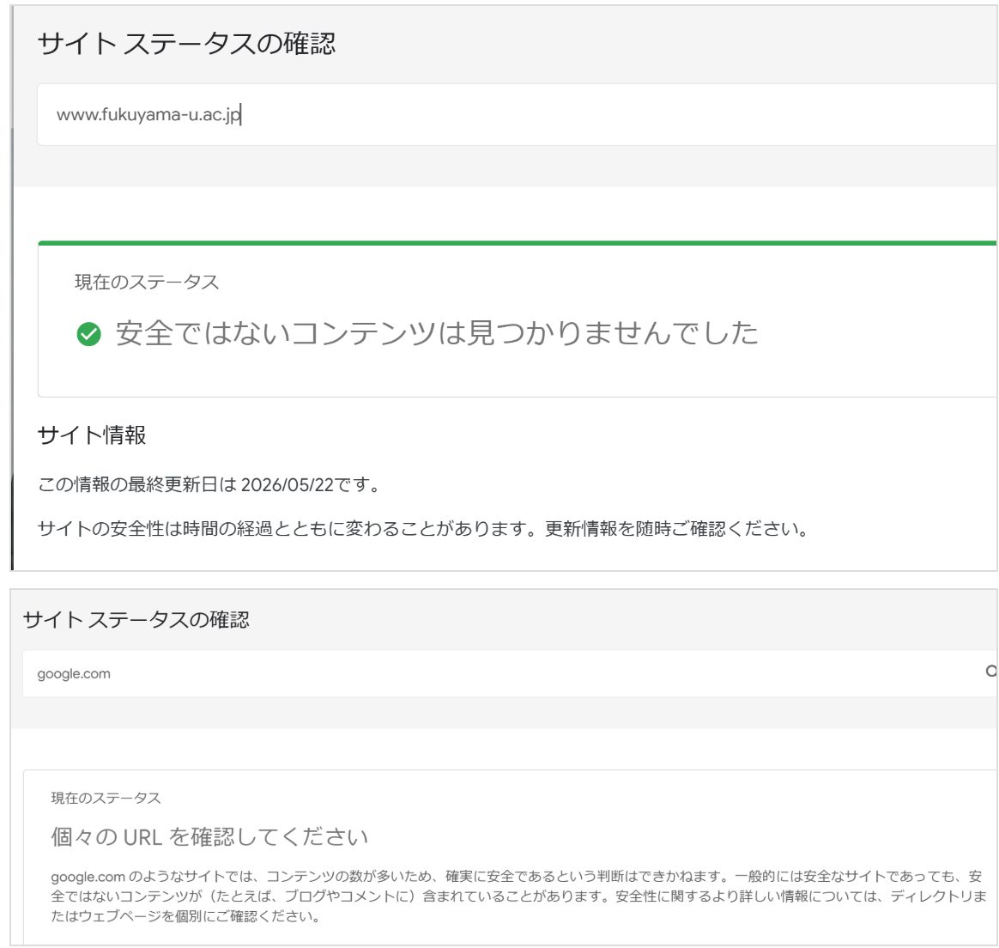 サイト ステータスの確認
www.fukuyama-u.ac.jp
現在のステータス
安全ではないコンテンツは見つかりませんでした
サイト情報
この情報の最終更新日は 2026/05/22です。
サイトの安全性は時間の経過とともに変わることがあります。更新情報を随時ご確認ください。
サイト ステータスの確認
google.com
現在のステータス
個々の URL を確認してください
google.com のようなサイトでは、コンテンツの数が多いため、確実に安全であるという判断はできかねます。一般的には安全なサイトであっても、安
全ではないコンテンツが（たとえば、ブログやコメントに）含まれていることがあります。安全性に関するより詳しい情報については、ディレクトリま
たはウェブページを個別にご確認ください。